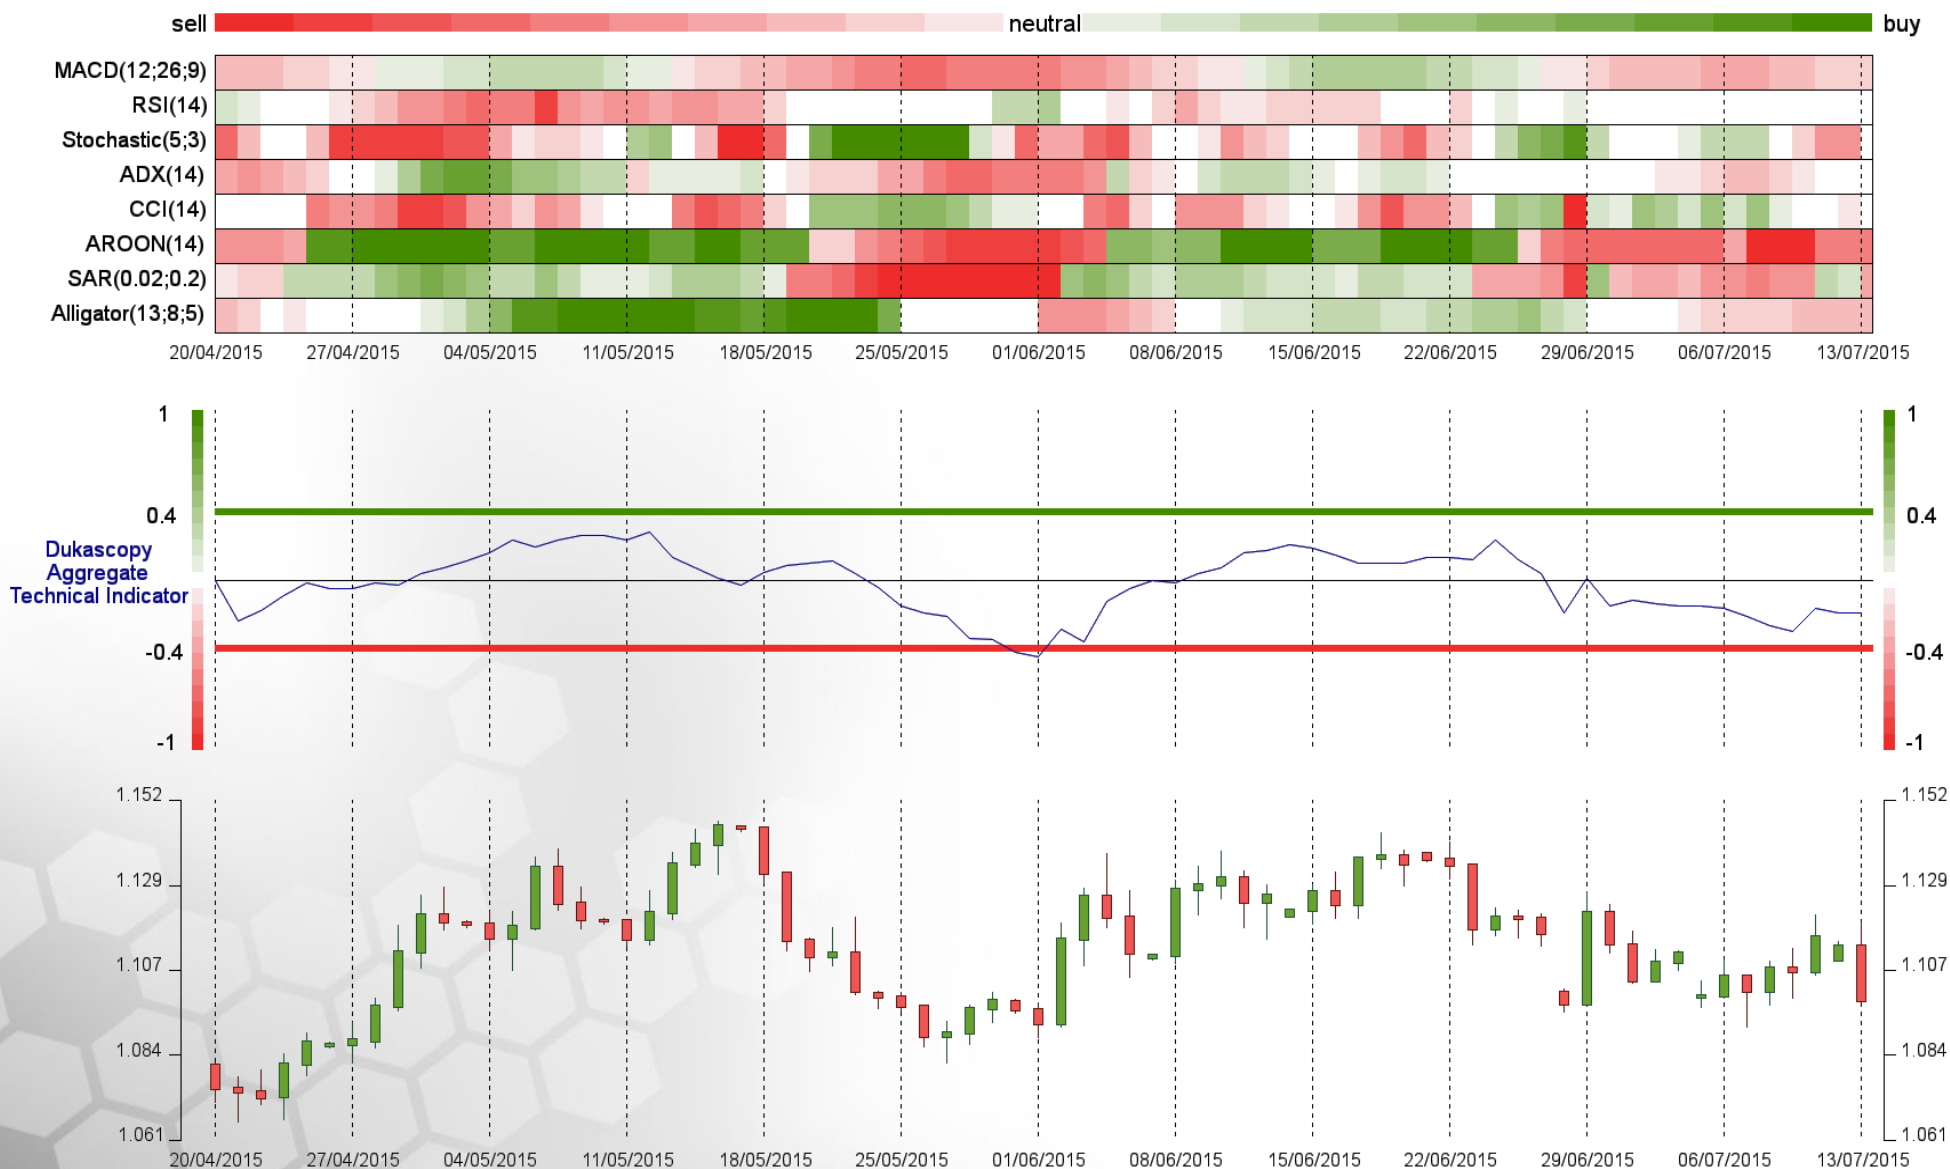 sell neutral buy
MACD(12;26;9)
RSI(14)
Stochastic(5;3)
ADX(14)
CCI(14)
AROON(14)
SAR(0.02;0.2)
Alligator(13;8;5)
20/04/2015 27/04/2015 04/05/2015 11/05/2015 18/05/2015 25/05/2015 01/06/2015 08/06/2015 15/06/2015 22/06/2015 29/06/2015 06/07/2015 13/07/2015
1 1
0.4 0.4
Dukascopy
Aggregate
Technical Indicator
-0.4 -0.4
-1 -1
1.152 1.152
1.129 1.129
1.107 1.107
1.084 1.084
1.061 1.061
20/04/2015 27/04/2015 04/05/2015 11/05/2015 18/05/2015 25/05/2015 01/06/2015 08/06/2015 15/06/2015 22/06/2015 29/06/2015 06/07/2015 13/07/2015